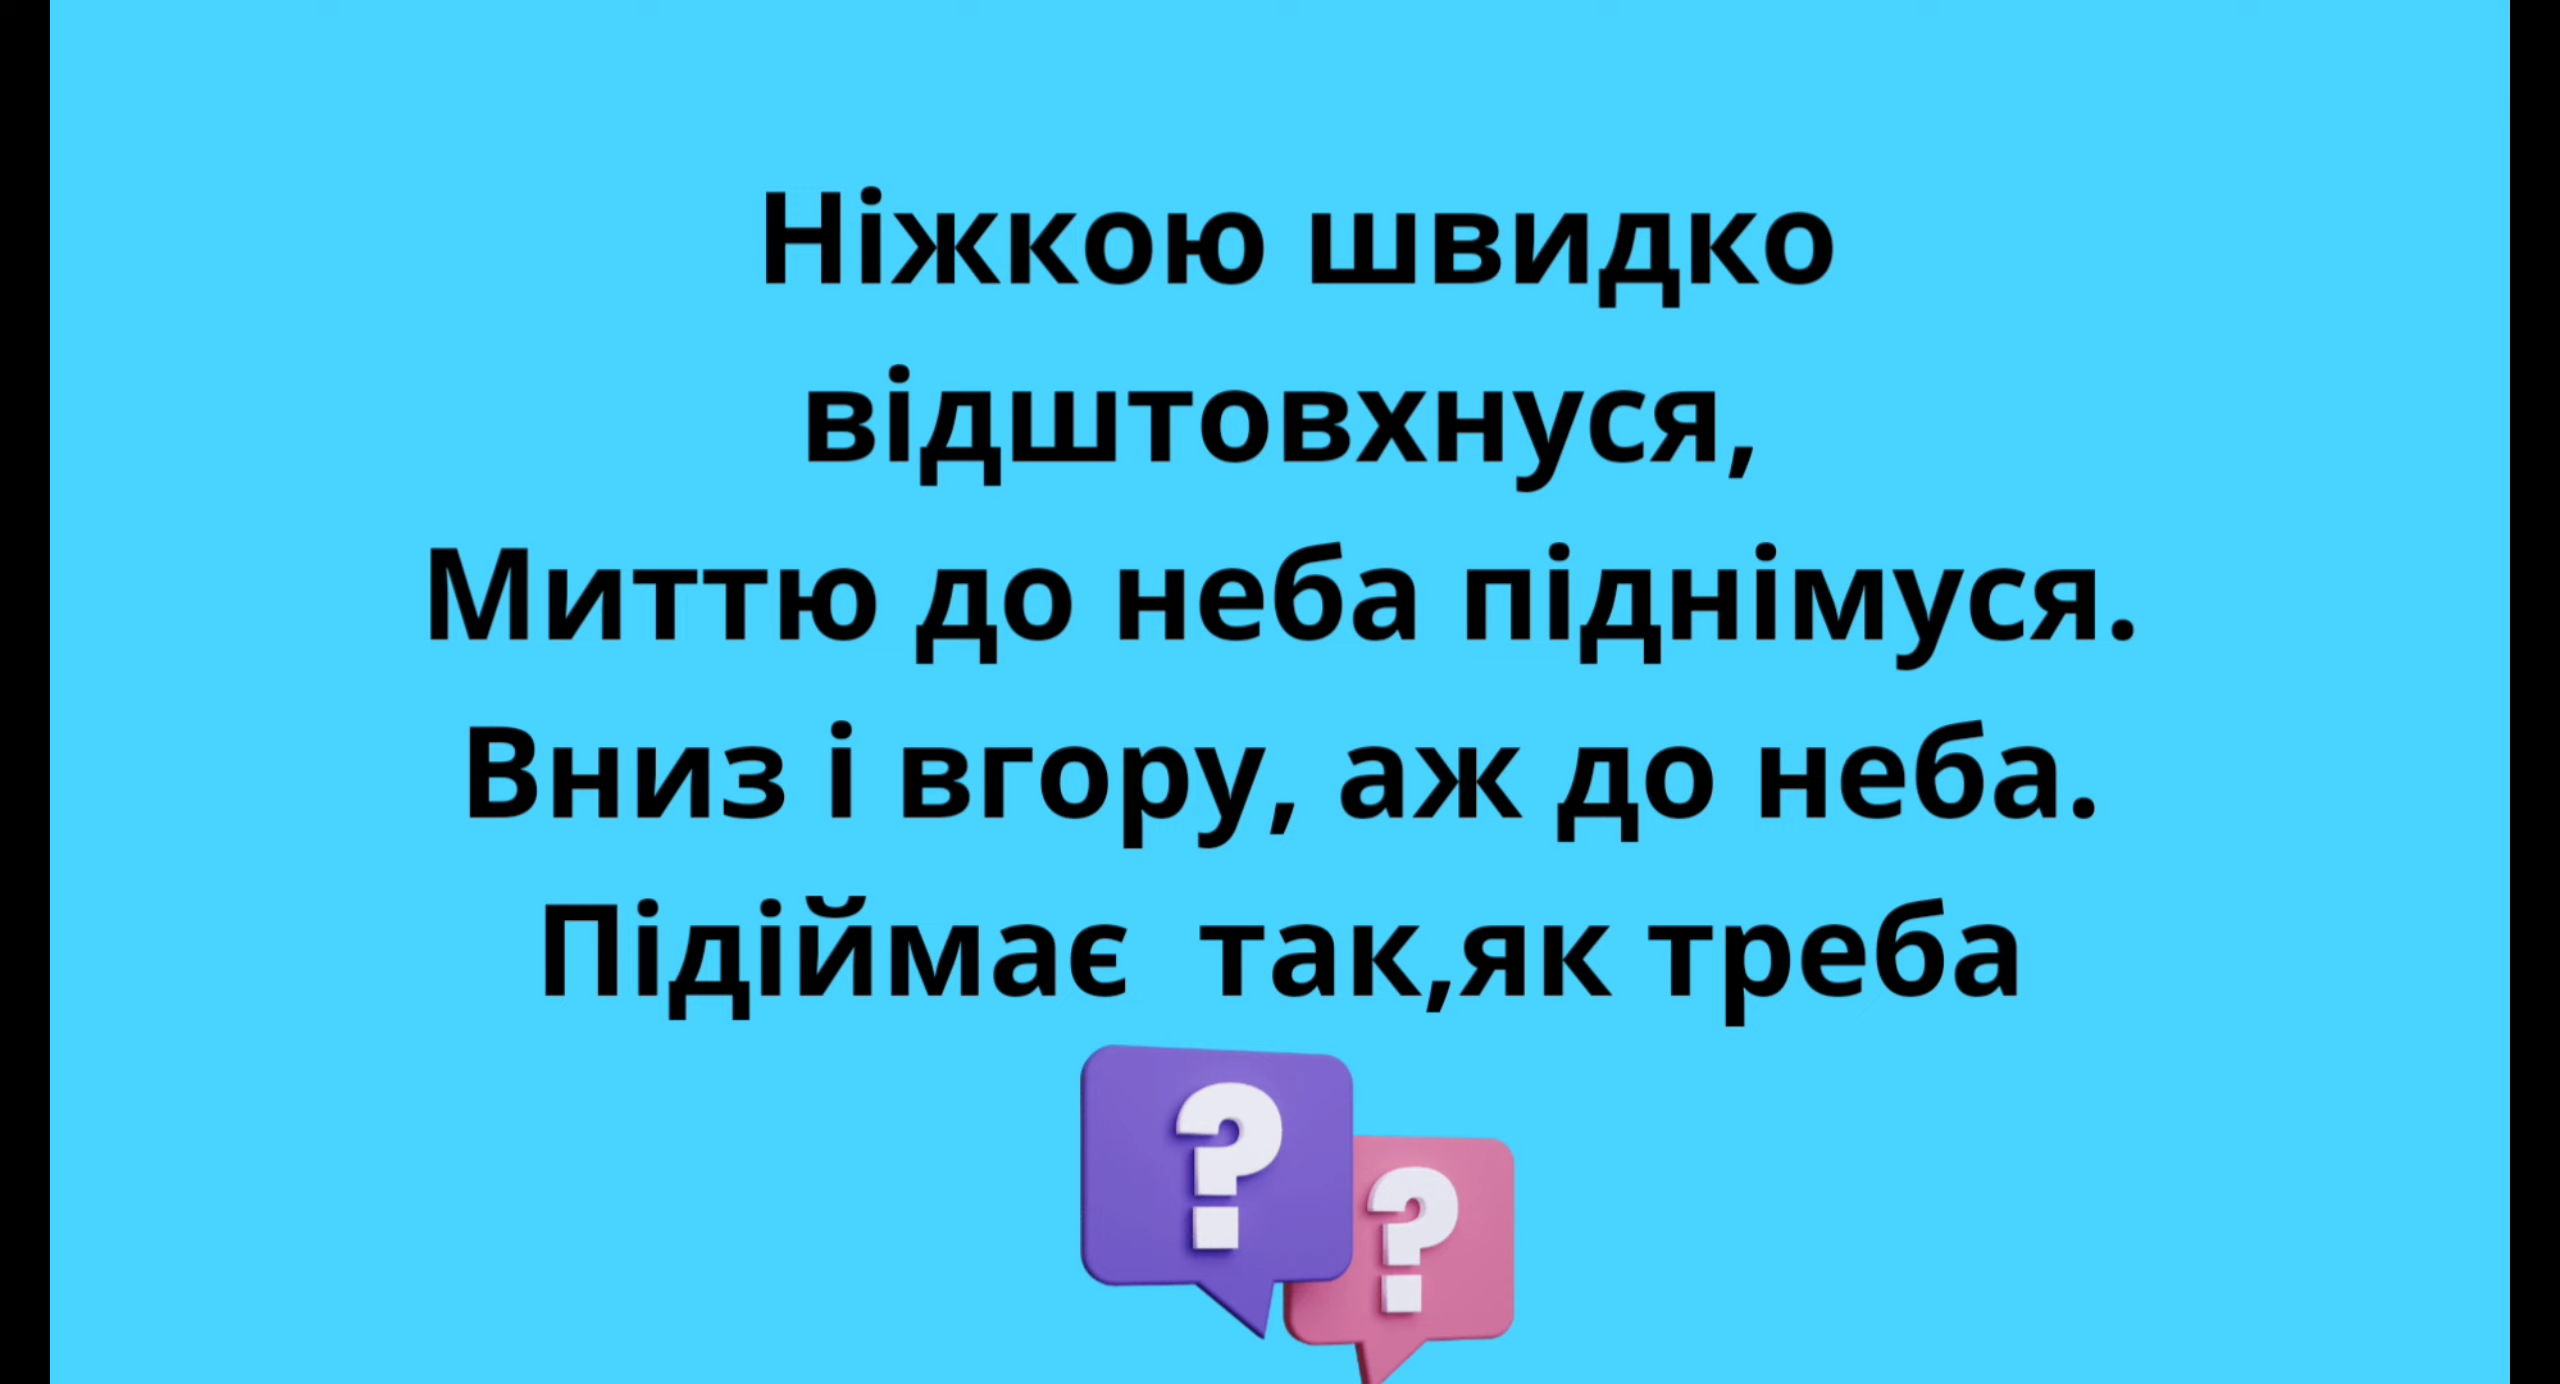 Ніжкою швидко
відштовхнуся,
Миттю до неба піднімуся.
Вниз і вгору, аж до неба.
Підіймає  так,як треба
? ?